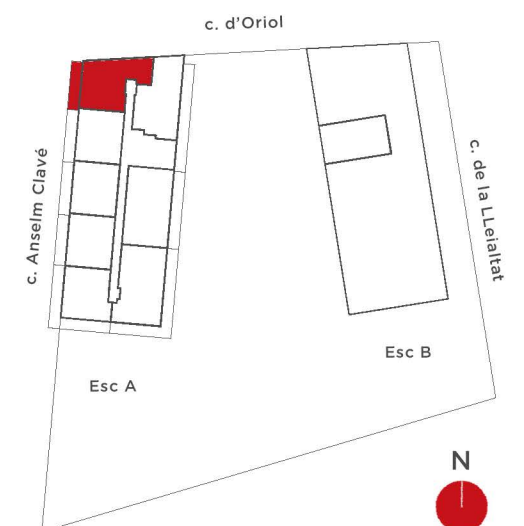 c. d'Oriol
c. Anselm Clavé
c. de la LLeialtat
Esc B
Esc A
N